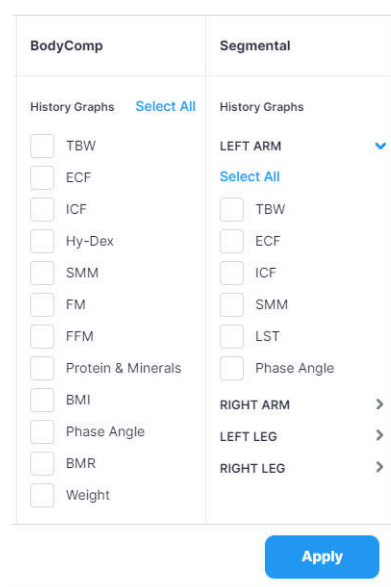 BodyComp
History Graphs Select All
TBW
ECF
ICF
Hy-Dex
SMM
FM
FFM
Protein & Minerals
BMI
Phase Angle
BMR
Weight
Segmental
History Graphs
LEFT ARM
Select All
TBW
ECF
ICF
SMM
LST
Phase Angle
RIGHT ARM
LEFT LEG
RIGHT LEG
Apply